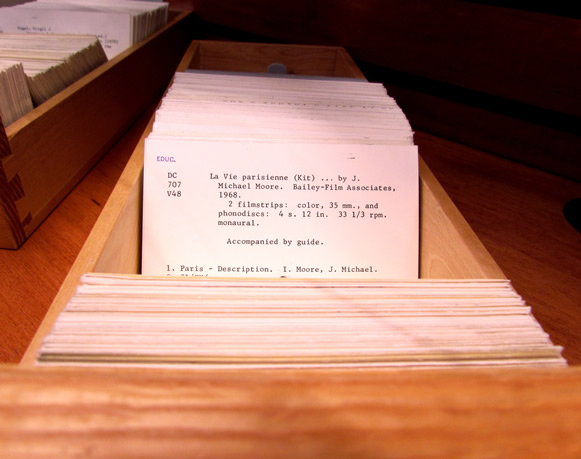 EDUC.
DC La Vie parisienne (Kit) ... by J.
707 Michael Moore. Bailey-Film Associates,
V48 1968.
2 filmstrips: color, 35 mm., and
phonodiscs: 4 s. 12 in. 33 1/3 rpm.
monaural.
Accompanied by guide.
1. Paris - Description. I. Moore, J. Michael.